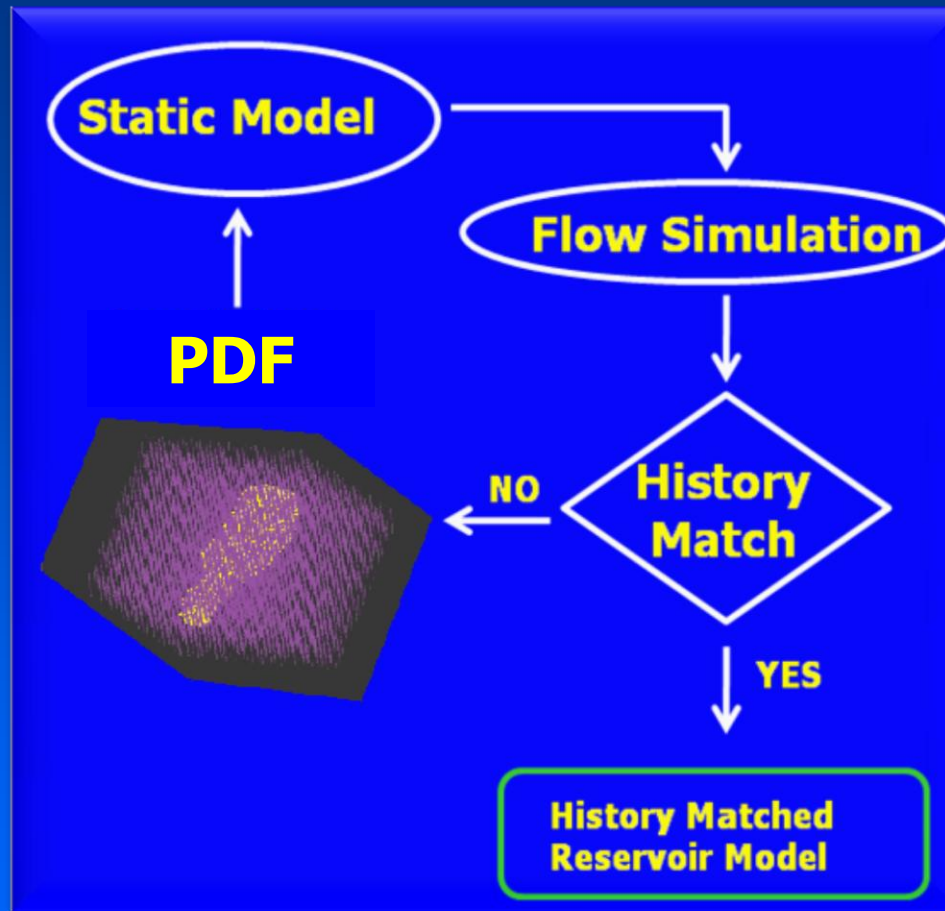 Static Model
Flow Simulation
PDF
History
Match
NO
YES
History Matched
Reservoir Model